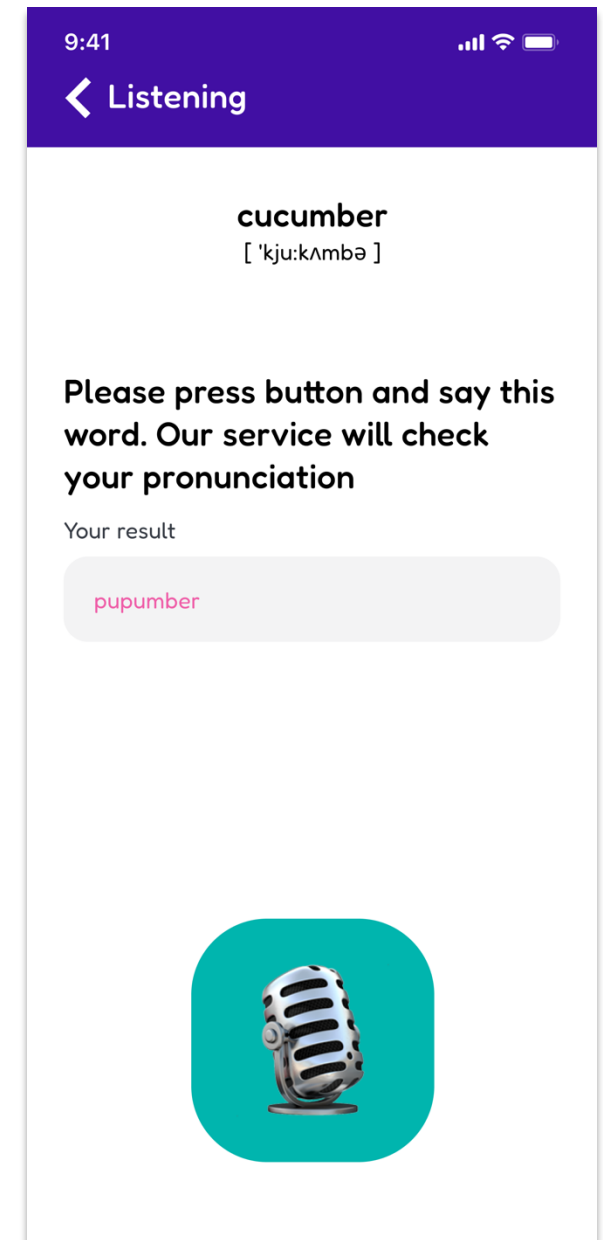 9:41
Listening
cucumber
[ 'kju:kʌmbə ]
Please press button and say this
word. Our service will check
your pronunciation
Your result
pupumber